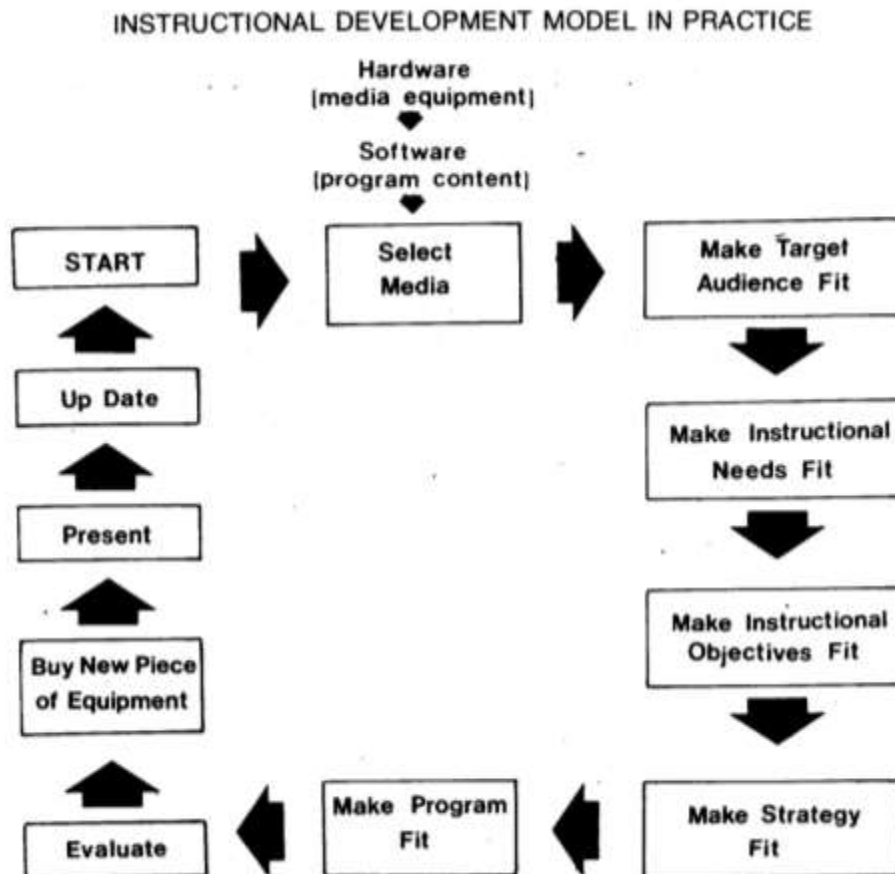 INSTRUCTIONAL DEVELOPMENT MODEL IN PRACTICE
Hardware
[media equipment]
Software
[program content]
START
Select
Media
Make Target
Audience Fit
Make Instructional
Needs Fit
Make Instructional
Objectives Fit
Make Strategy
Fit
Make Program
Fit
Evaluate
Buy New Piece
of Equipment
Present
Up Date